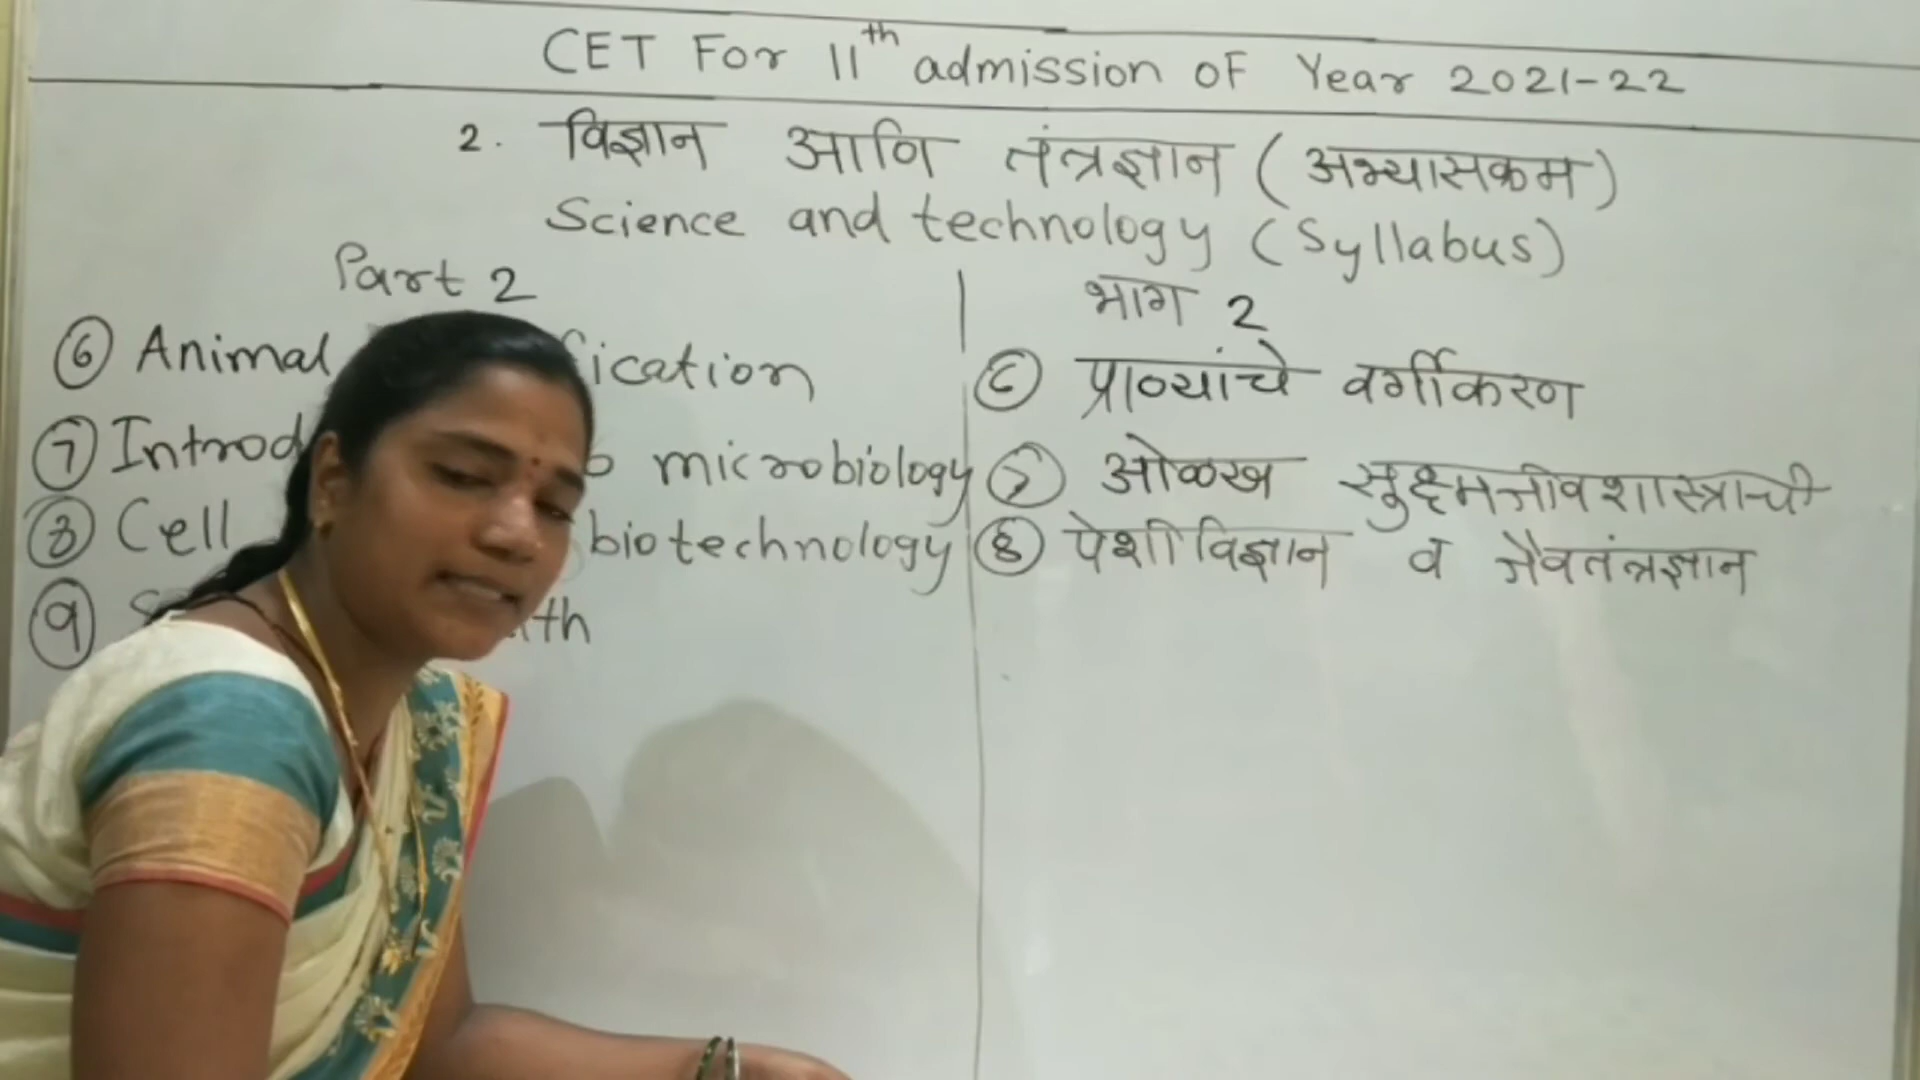 CET For 11th admission OF Year 2021-22
2. विज्ञान आणि तंत्रज्ञान (अभ्यासक्रम)
Science and technology (Syllabus)
Part 2
⑥ Animal ication
⑦ Introd o microbiology
⑧ Cell biotechnology
⑨ S lth
भाग 2
⑥ प्राण्यांचे वर्गीकरण
७ ओळख सुक्ष्मजीवशास्त्राची
⑧ पेशीविज्ञान व जैवतंत्रज्ञान